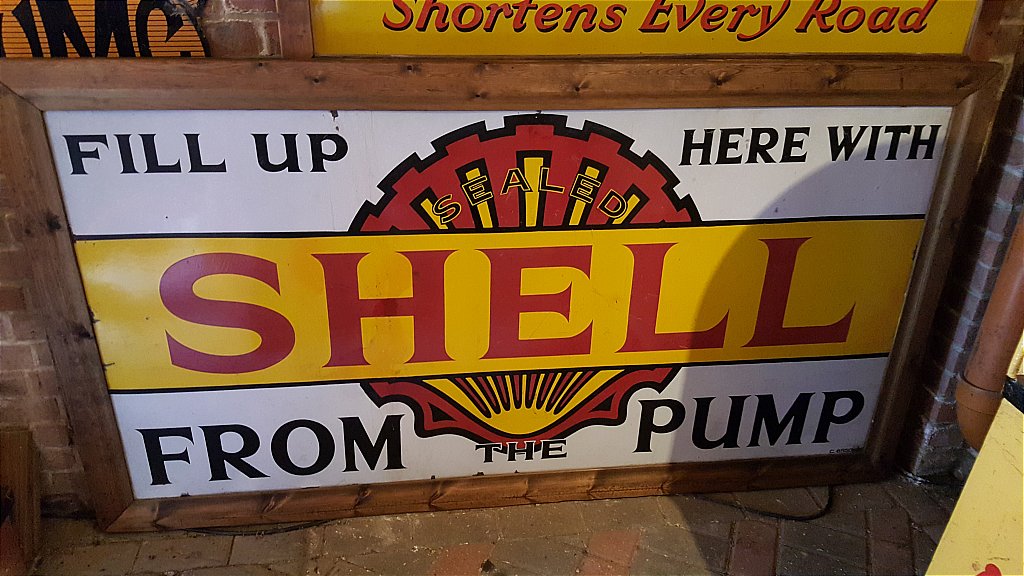 Shortens Every Road
FILL UP HERE WITH
SEALED
SHELL
FROM THE PUMP